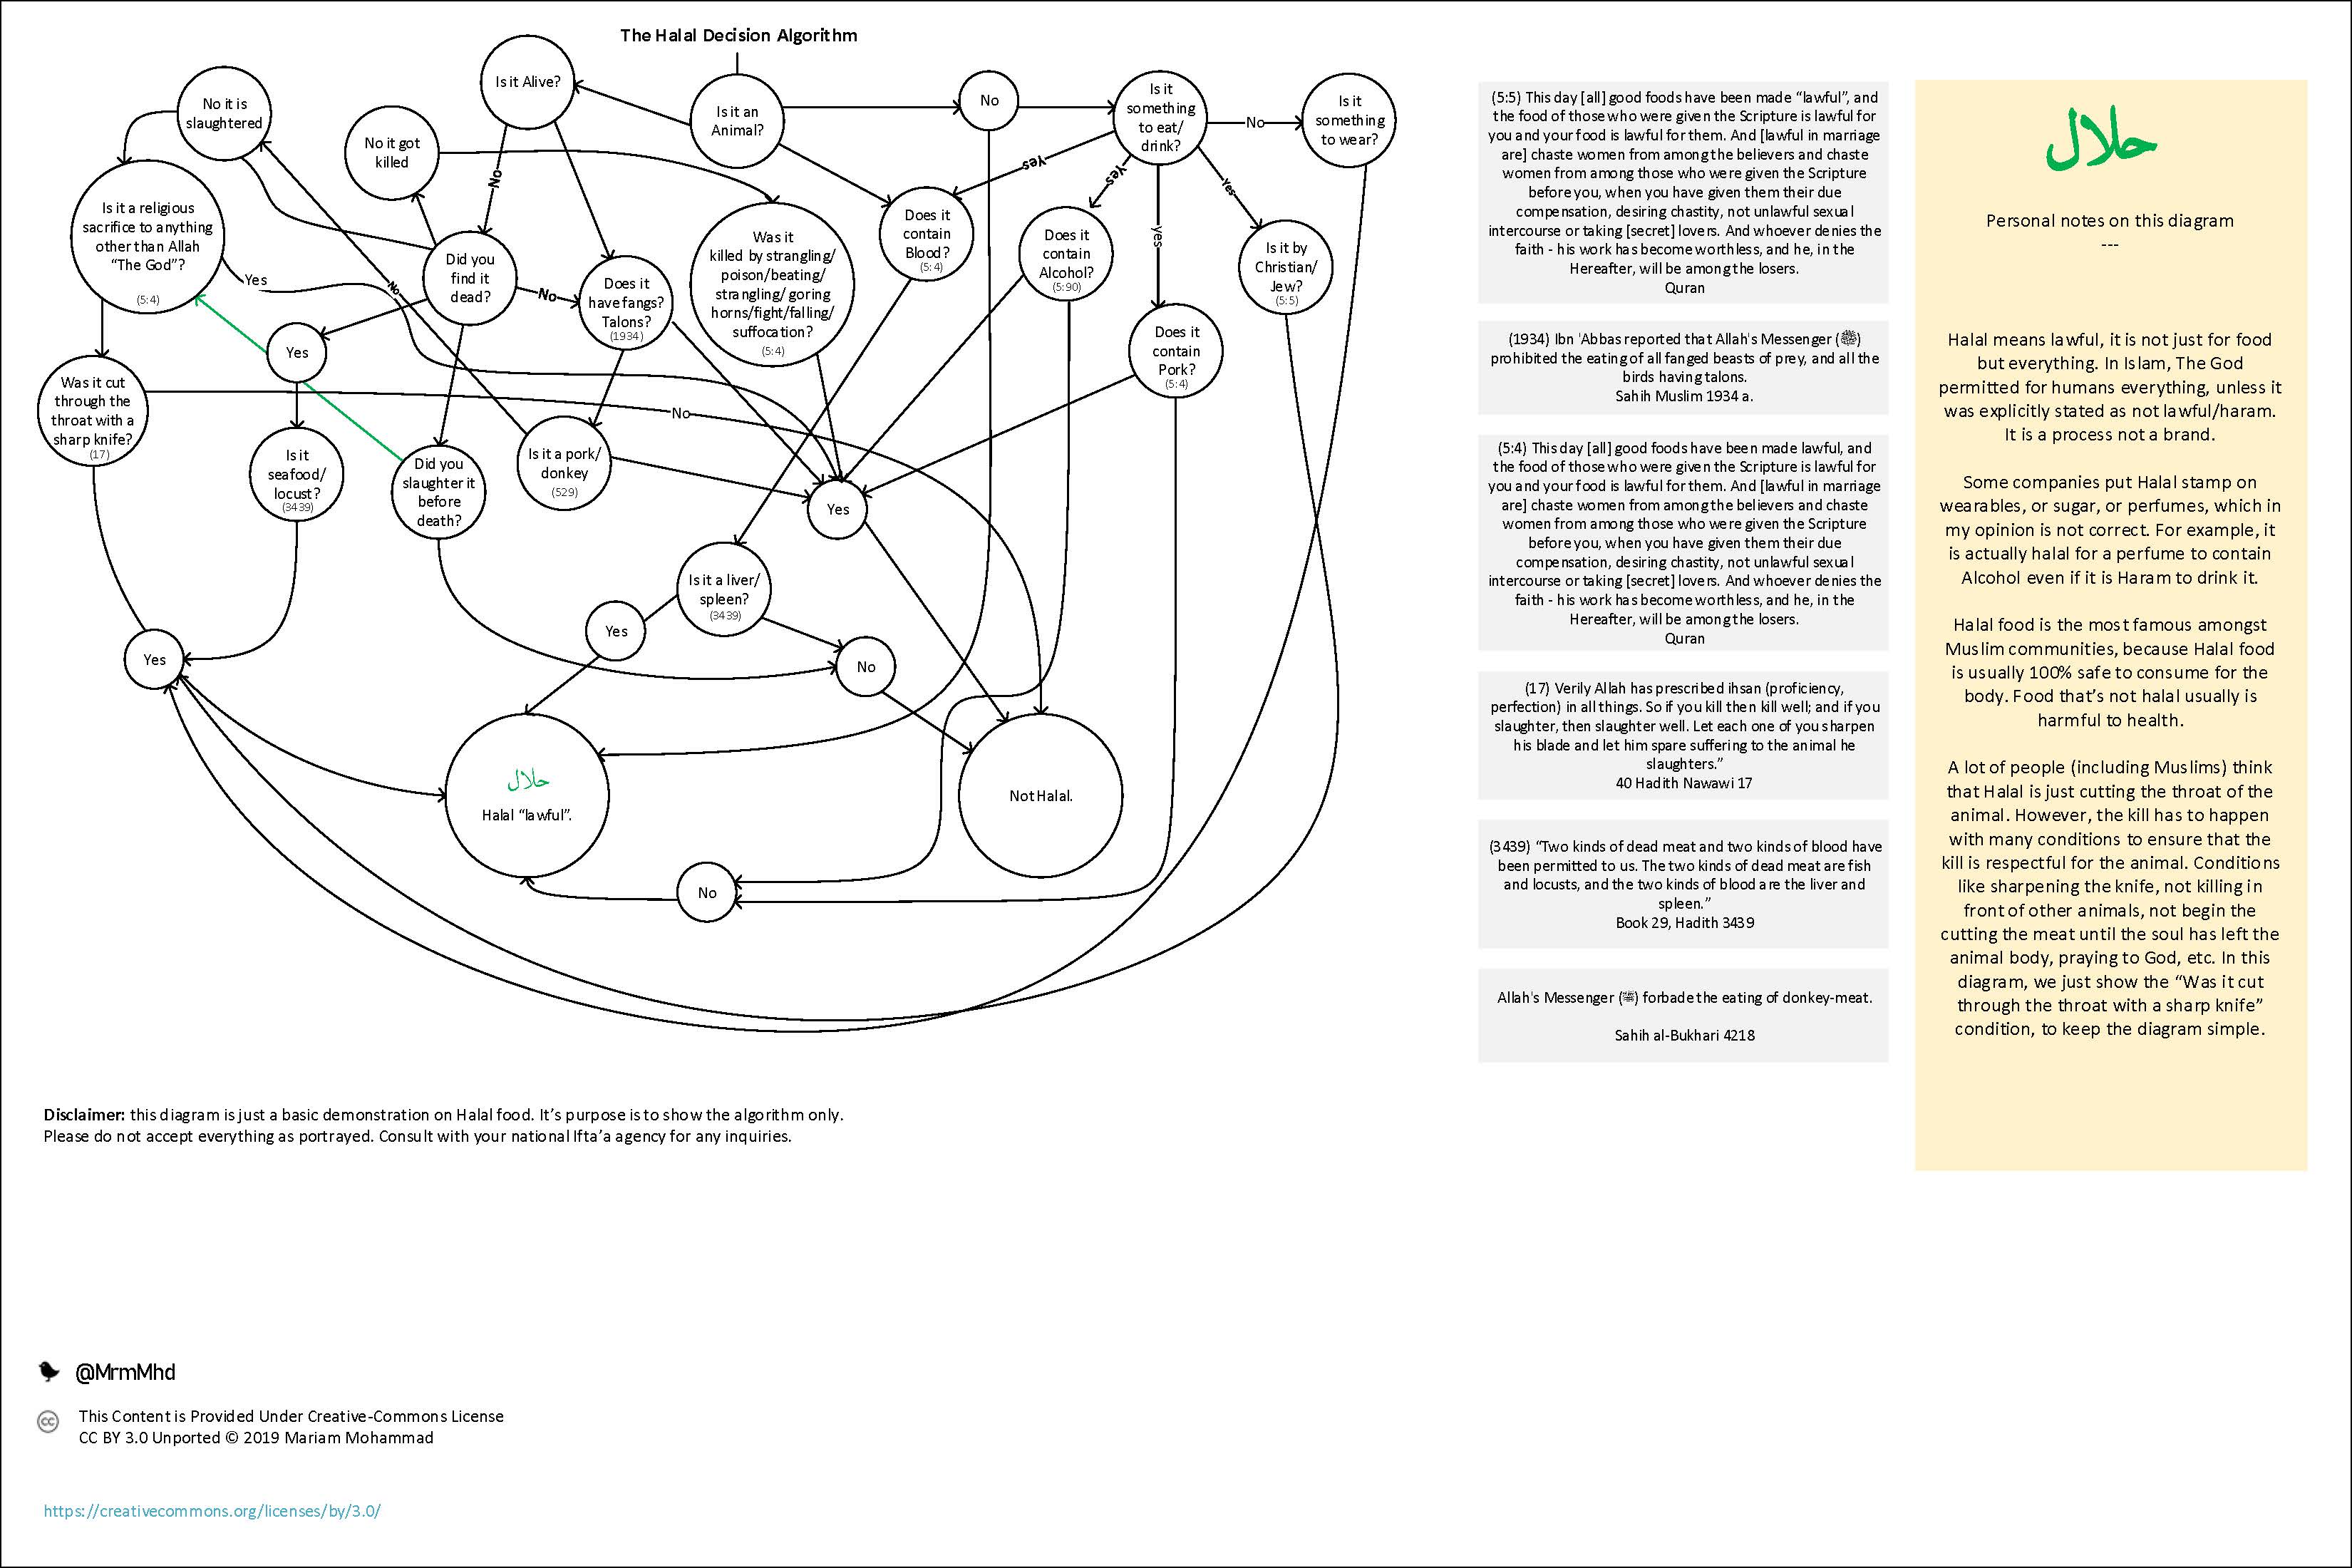 The Halal Decision Algorithm
Is it Alive?
No it is
slaughtered
No it got
killed
Is it an
Animal?
No
Is it
something
to eat/
drink?
No
Is it
something
to wear?
No
Yes
Yes
yes
Yes
Is it a religious
sacrifice to anything
other than Allah
“The God”?
(5:4)
Yes
No
Did you
find it
dead?
No
Does it
have fangs?
Talons?
(1934)
Was it
killed by strangling/
poison/beating/
strangling/ goring
horns/fight/falling/
suffocation?
(5:4)
Does it
contain
Blood?
(5:4)
Does it
contain
Alcohol?
(5:90)
Is it by
Christian/
Jew?
(5:5)
Yes
Does it
contain
Pork?
(5:4)
Was it cut
through the
throat with a
sharp knife?
(17)
No
Is it
seafood/
locust?
(3439)
Did you
slaughter it
before
death?
Is it a pork/
donkey
(529)
Yes
Is it a liver/
spleen?
(3439)
Yes
No
Yes
حلال
Halal “lawful”.
Not Halal.
No
(5:5) This day [all] good foods have been made “lawful”, and
the food of those who were given the Scripture is lawful for
you and your food is lawful for them. And [lawful in marriage
are] chaste women from among the believers and chaste
women from among those who were given the Scripture
before you, when you have given them their due
compensation, desiring chastity, not unlawful sexual
intercourse or taking [secret] lovers. And whoever denies the
faith - his work has become worthless, and he, in the
Hereafter, will be among the losers.
Quran
(1934) Ibn 'Abbas reported that Allah's Messenger (ﷺ)
prohibited the eating of all fanged beasts of prey, and all the
birds having talons.
Sahih Muslim 1934 a.
(5:4) This day [all] good foods have been made lawful, and
the food of those who were given the Scripture is lawful for
you and your food is lawful for them. And [lawful in marriage
are] chaste women from among the believers and chaste
women from among those who were given the Scripture
before you, when you have given them their due
compensation, desiring chastity, not unlawful sexual
intercourse or taking [secret] lovers. And whoever denies the
faith - his work has become worthless, and he, in the
Hereafter, will be among the losers.
Quran
(17) Verily Allah has prescribed ihsan (proficiency,
perfection) in all things. So if you kill then kill well; and if you
slaughter, then slaughter well. Let each one of you sharpen
his blade and let him spare suffering to the animal he
slaughters.”
40 Hadith Nawawi 17
(3439) “Two kinds of dead meat and two kinds of blood have
been permitted to us. The two kinds of dead meat are fish
and locusts, and the two kinds of blood are the liver and
spleen.”
Book 29, Hadith 3439
Allah's Messenger (ﷺ) forbade the eating of donkey-meat.
Sahih al-Bukhari 4218
حلال
Personal notes on this diagram
---
Halal means lawful, it is not just for food
but everything. In Islam, The God
permitted for humans everything, unless it
was explicitly stated as not lawful/haram.
It is a process not a brand.
Some companies put Halal stamp on
wearables, or sugar, or perfumes, which in
my opinion is not correct. For example, it
is actually halal for a perfume to contain
Alcohol even if it is Haram to drink it.
Halal food is the most famous amongst
Muslim communities, because Halal food
is usually 100% safe to consume for the
body. Food that’s not halal usually is
harmful to health.
A lot of people (including Muslims) think
that Halal is just cutting the throat of the
animal. However, the kill has to happen
with many conditions to ensure that the
kill is respectful for the animal. Conditions
like sharpening the knife, not killing in
front of other animals, not begin the
cutting the meat until the soul has left the
animal body, praying to God, etc. In this
diagram, we just show the “Was it cut
through the throat with a sharp knife”
condition, to keep the diagram simple.
Disclaimer: this diagram is just a basic demonstration on Halal food. It’s purpose is to show the algorithm only.
Please do not accept everything as portrayed. Consult with your national Ifta’a agency for any inquiries.
@MrmMhd
cc
This Content is Provided Under Creative-Commons License
CC BY 3.0 Unported © 2019 Mariam Mohammad
https://creativecommons.org/licenses/by/3.0/